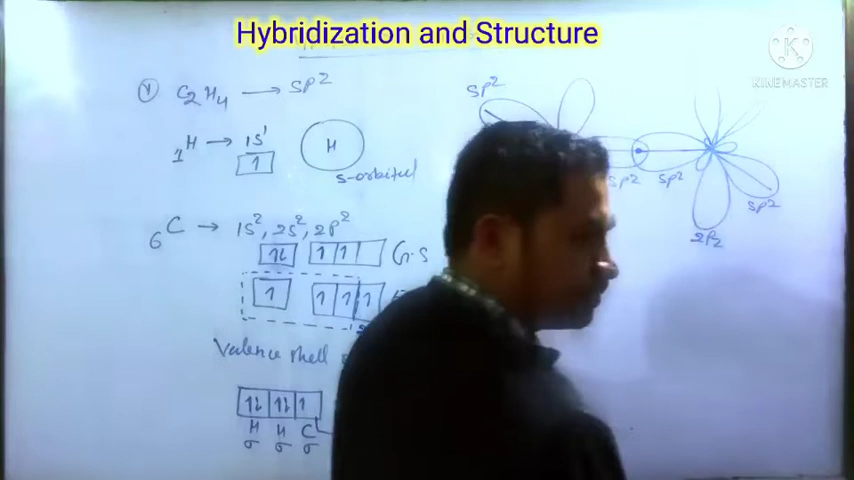 Hybridization and Structure
KINEMASTER
C2H4 → sp2
1H → 1s1
1
H
s-orbital
6C → 1s2, 2s2, 2p2
1L 1 1 G.S
1 1 1 1
Valence shell
1L 1L 1
H H C
σ σ σ
sp2
sp2 sp2 sp2
2pz